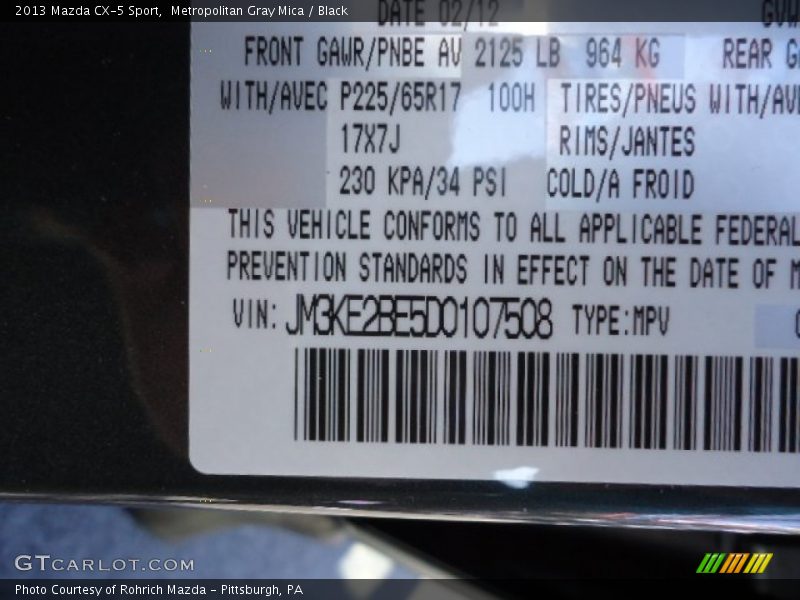 2013 Mazda CX-5 Sport,  Metropolitan Gray Mica / Black
DATE 02/12
FRONT GAWR/PNBE AV 2125 LB 964 KG REAR
WITH/AVEC P225/65R17 100H TIRES/PNEUS WITH/AV
17X7J RIMS/JANTES
230 KPA/34 PSI COLD/A FROID
THIS VEHICLE CONFORMS TO ALL APPLICABLE FEDERAL
PREVENTION STANDARDS IN EFFECT ON THE DATE OF M
VIN: JM3KE2BE5D0107508 TYPE:MPV
GTCARLOT.COM
Photo Courtesy of Rohrich Mazda - Pittsburgh, PA